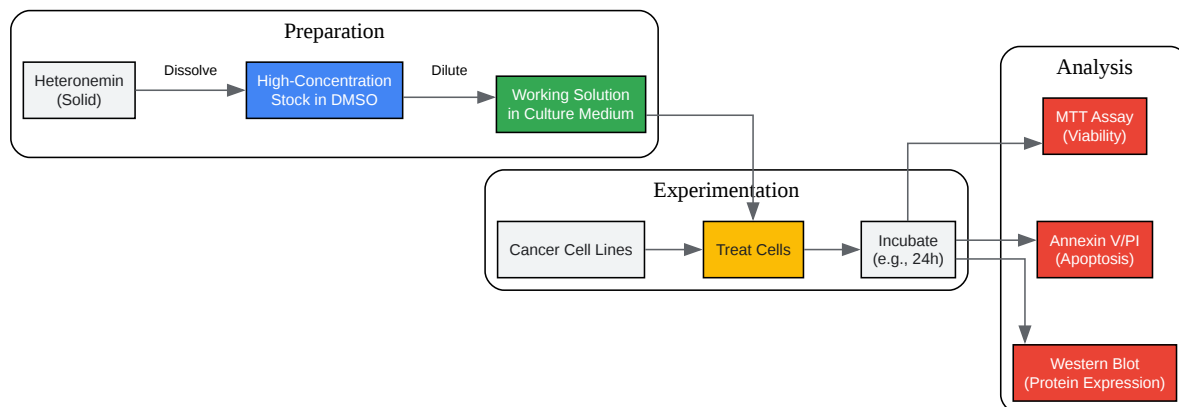 Preparation
Heteronemin
(Solid)
Dissolve
High-Concentration
Stock in DMSO
Dilute
Working Solution
in Culture Medium
Experimentation
Cancer Cell Lines
Treat Cells
Incubate
(e.g., 24h)
Analysis
MTT Assay
(Viability)
Annexin V/PI
(Apoptosis)
Western Blot
(Protein Expression)